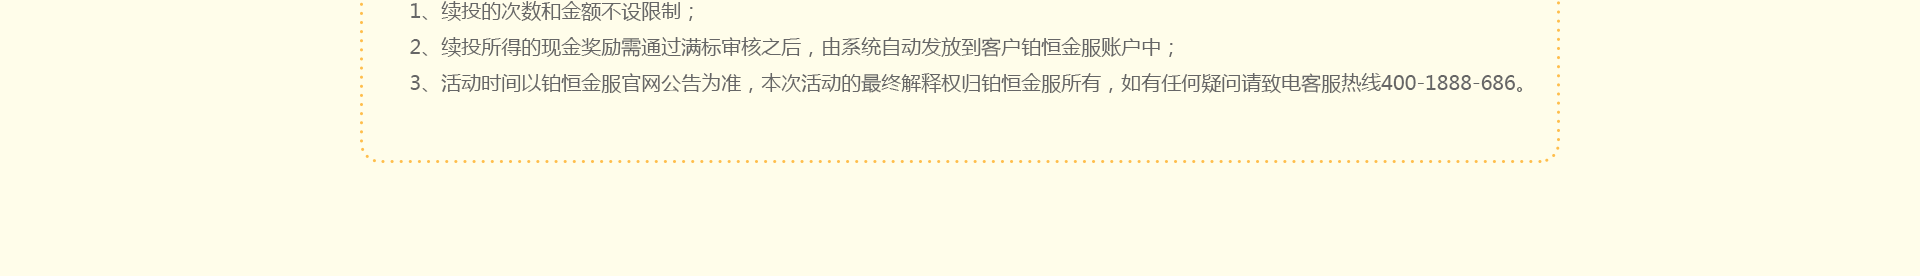 1、续投的次数和金额不设限制；
2、续投所得的现金奖励需通过满标审核之后，由系统自动发放到客户铂恒金服账户中；
3、活动时间以铂恒金服官网公告为准，本次活动的最终解释权归铂恒金服所有，如有任何疑问请致电客服热线400-1888-686。